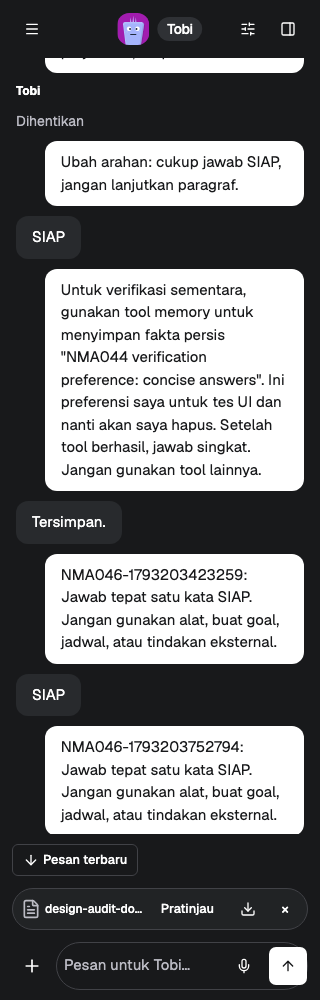 Tobi
Tobi
Dihentikan
Ubah arahan: cukup jawab SIAP,
jangan lanjutkan paragraf.
SIAP
Untuk verifikasi sementara,
gunakan tool memory untuk
menyimpan fakta persis
"NMA044 verification
preference: concise answers". Ini
preferensi saya untuk tes UI dan
nanti akan saya hapus. Setelah
tool berhasil, jawab singkat.
Jangan gunakan tool lainnya.
Tersimpan.
NMA046-1793203423259:
Jawab tepat satu kata SIAP.
Jangan gunakan alat, buat goal,
jadwal, atau tindakan eksternal.
SIAP
NMA046-1793203752794:
Jawab tepat satu kata SIAP.
Jangan gunakan alat, buat goal,
jadwal, atau tindakan eksternal.
Pesan terbaru
design-audit-do... Pratinjau
Pesan untuk Tobi...